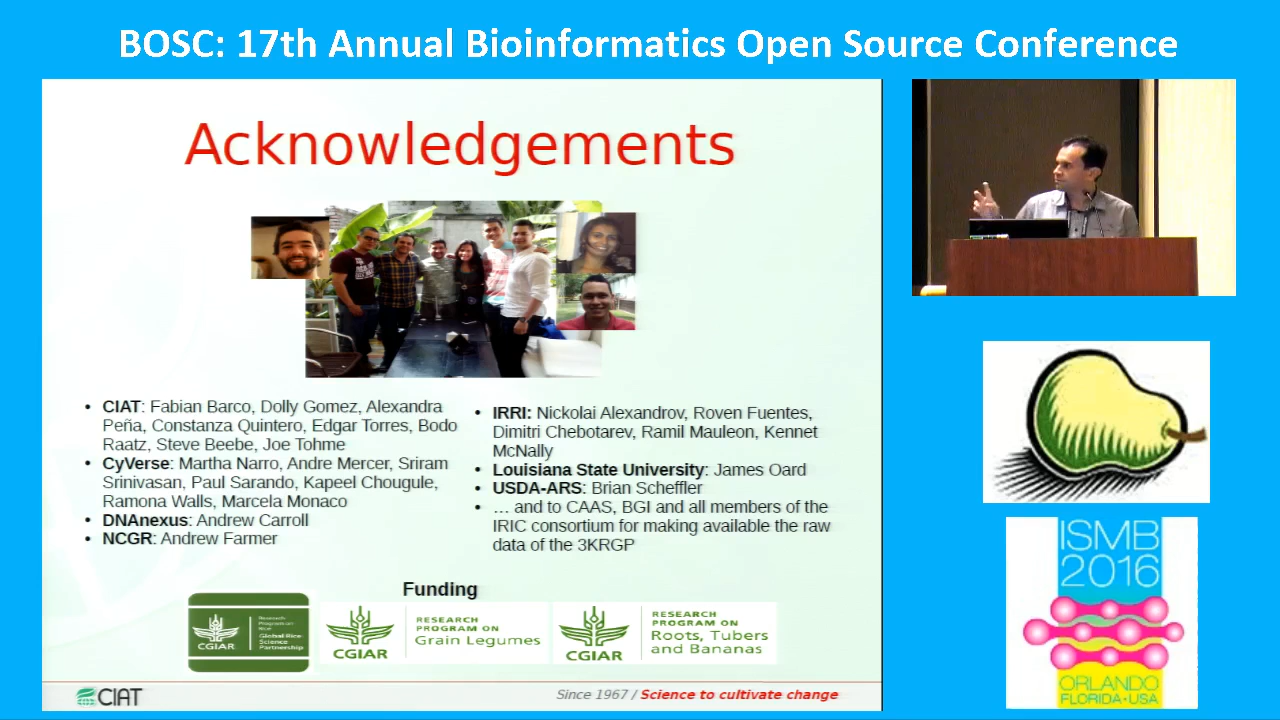 BOSC: 17th Annual Bioinformatics Open Source Conference
Acknowledgements
• CIAT: Fabian Barco, Dolly Gomez, Alexandra
Peña, Constanza Quintero, Edgar Torres, Bodo
Raatz, Steve Beebe, Joe Tohme
• CyVerse: Martha Narro, Andre Mercer, Sriram
Srinivasan, Paul Sarando, Kapeel Chougule,
Ramona Walls, Marcela Monaco
• DNAnexus: Andrew Carroll
• NCGR: Andrew Farmer
• IRRI: Nickolai Alexandrov, Roven Fuentes,
Dimitri Chebotarev, Ramil Mauleon, Kennet
McNally
• Louisiana State University: James Oard
• USDA-ARS: Brian Scheffler
• … and to CAAS, BGI and all members of the
IRIC consortium for making available the raw
data of the 3KRGP
Funding
CGIAR
Research
Program on
Rice
Global Rice
Science
Partnership
CGIAR
RESEARCH
PROGRAM ON
Grain Legumes
CGIAR
RESEARCH
PROGRAM ON
Roots, Tubers
and Bananas
CIAT
Since 1967 / Science to cultivate change
ISMB
2016
ORLANDO
FLORIDA•USA